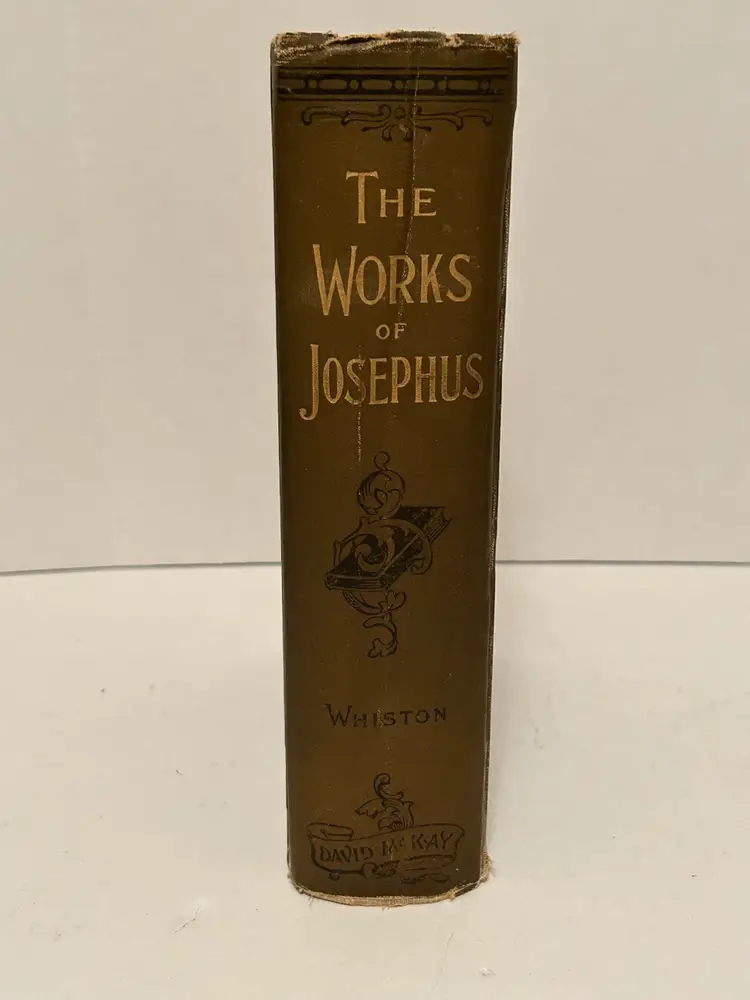 THE
WORKS
OF
JOSEPHUS
WHISTON
DAVID McKAY